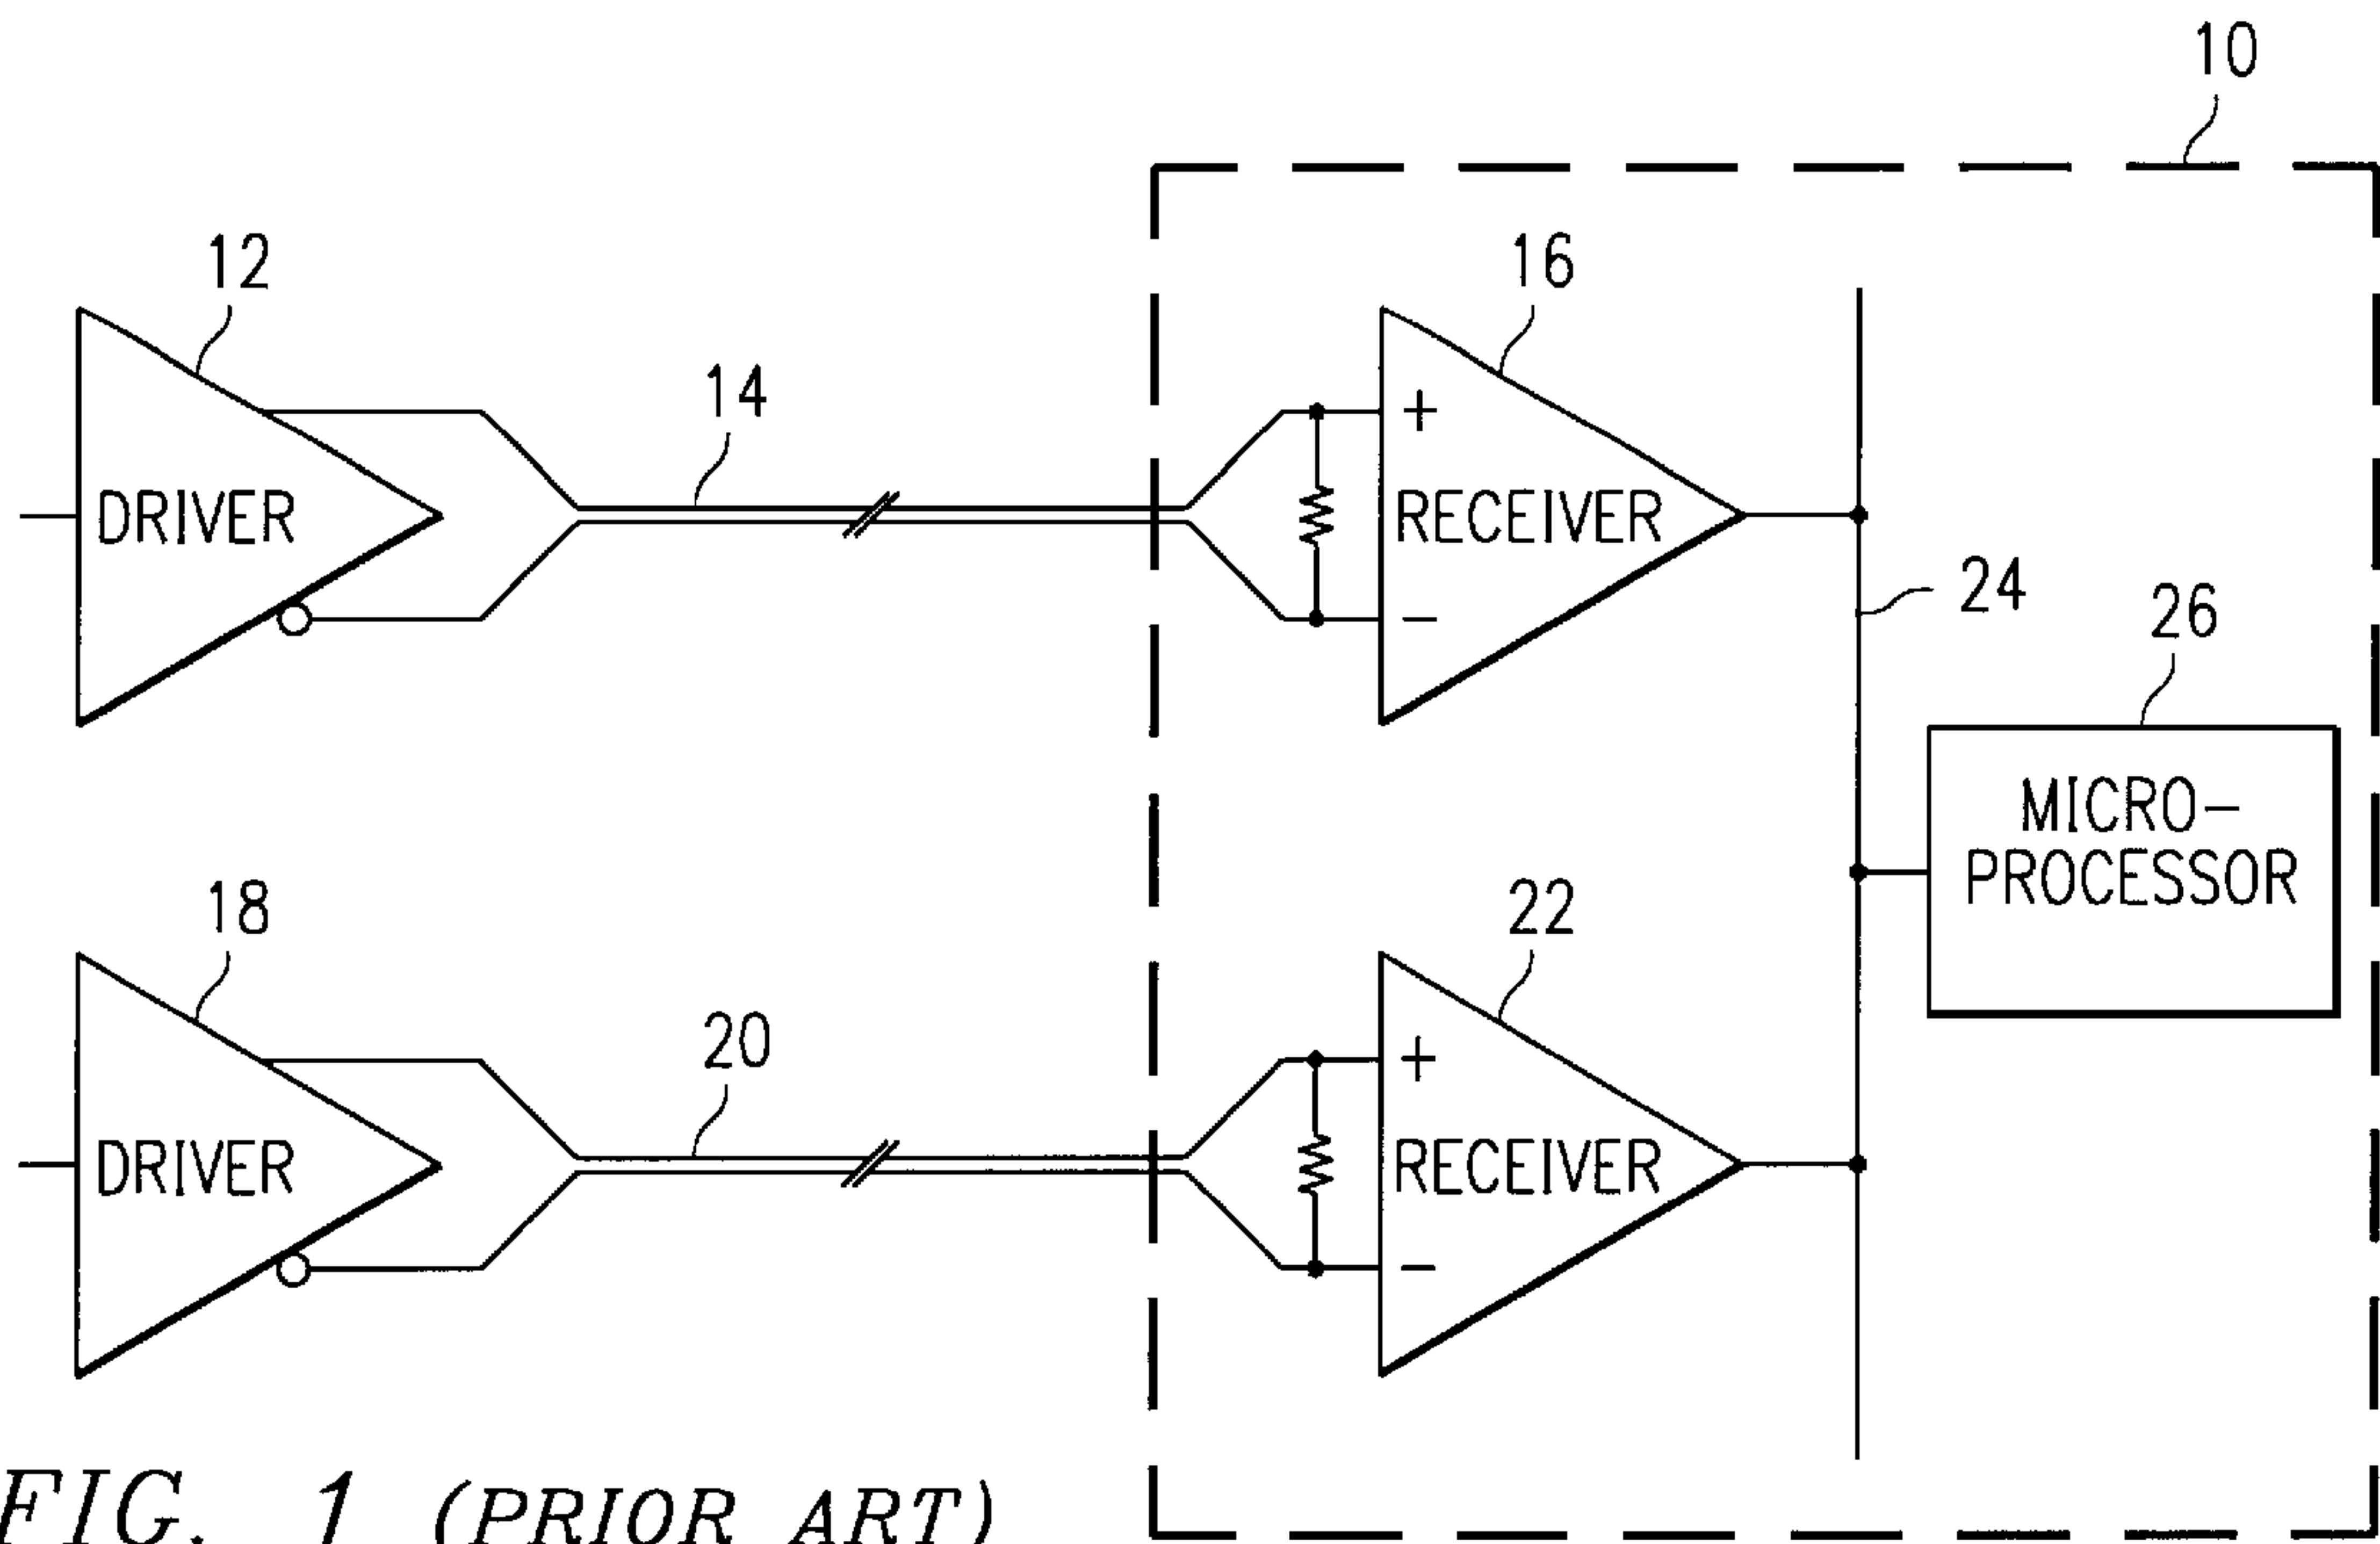 10
12
16
14
+
DRIVER
RECEIVER
24
−
26
MICRO-
PROCESSOR
18
22
20
+
DRIVER
RECEIVER
−
FIG. 1 (PRIOR ART)